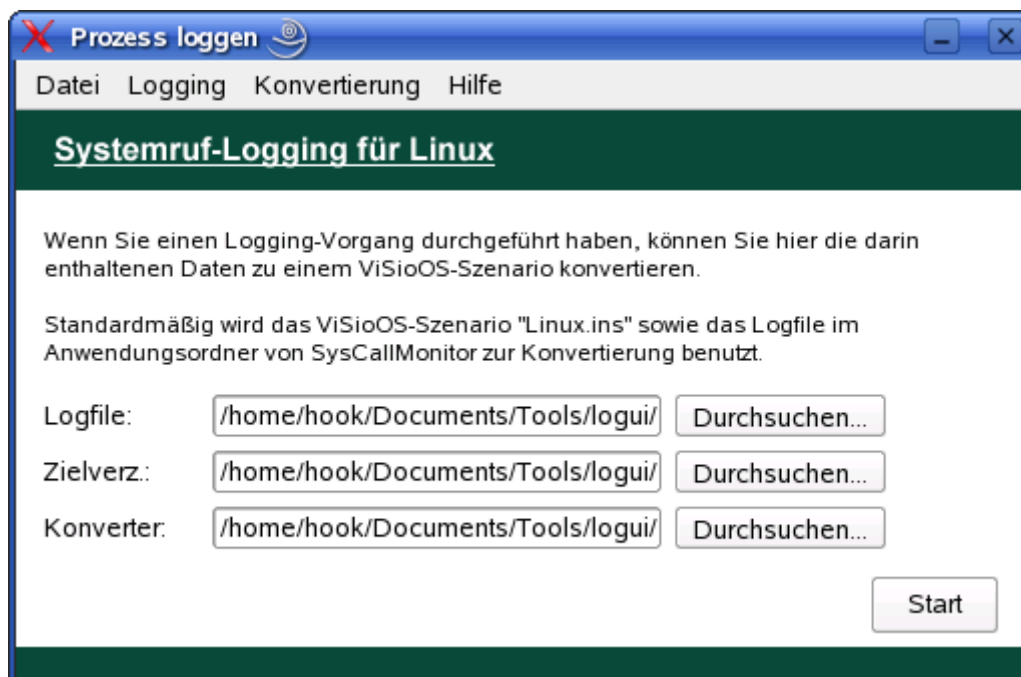 Prozess loggen
Datei Logging Konvertierung Hilfe
Systemruf-Logging für Linux
Wenn Sie einen Logging-Vorgang durchgeführt haben, können Sie hier die darin
enthaltenen Daten zu einem ViSioOS-Szenario konvertieren.
Standardmäßig wird das ViSioOS-Szenario "Linux.ins" sowie das Logfile im
Anwendungsordner von SysCallMonitor zur Konvertierung benutzt.
Logfile: /home/hook/Documents/Tools/logui/ Durchsuchen...
Zielverz.: /home/hook/Documents/Tools/logui/ Durchsuchen...
Konverter: /home/hook/Documents/Tools/logui/ Durchsuchen...
Start